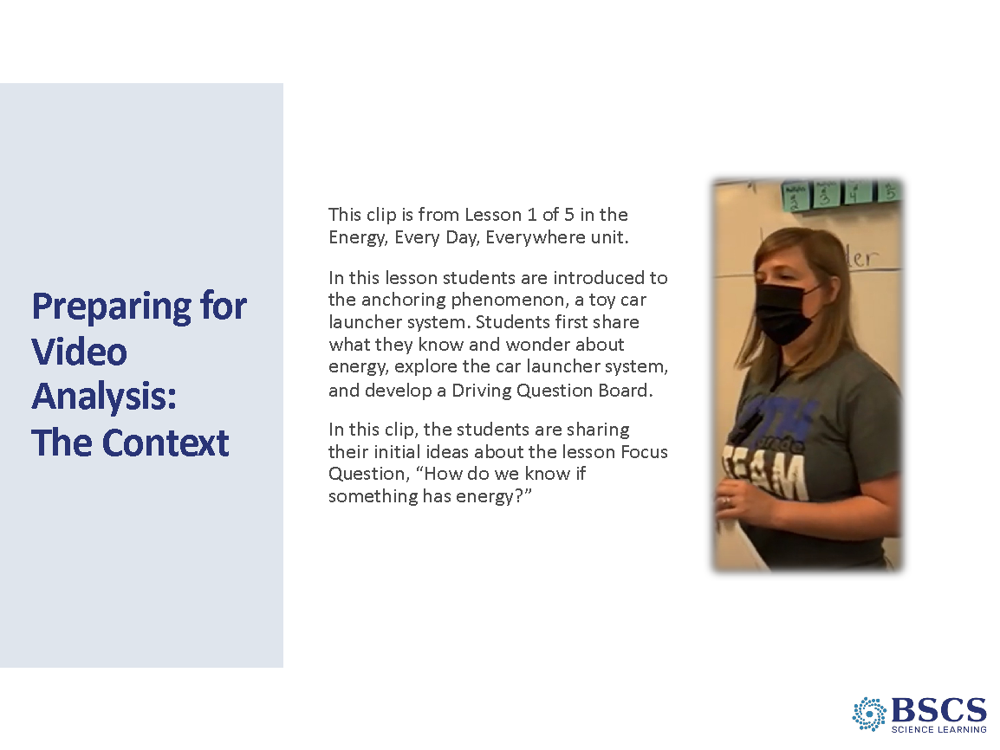 Preparing for
Video
Analysis:
The Context
This clip is from Lesson 1 of 5 in the
Energy, Every Day, Everywhere unit.
In this lesson students are introduced to
the anchoring phenomenon, a toy car
launcher system. Students first share
what they know and wonder about
energy, explore the car launcher system,
and develop a Driving Question Board.
In this clip, the students are sharing
their initial ideas about the lesson Focus
Question, “How do we know if
something has energy?”
2
3
4
5
TEAM
BSCS
SCIENCE LEARNING